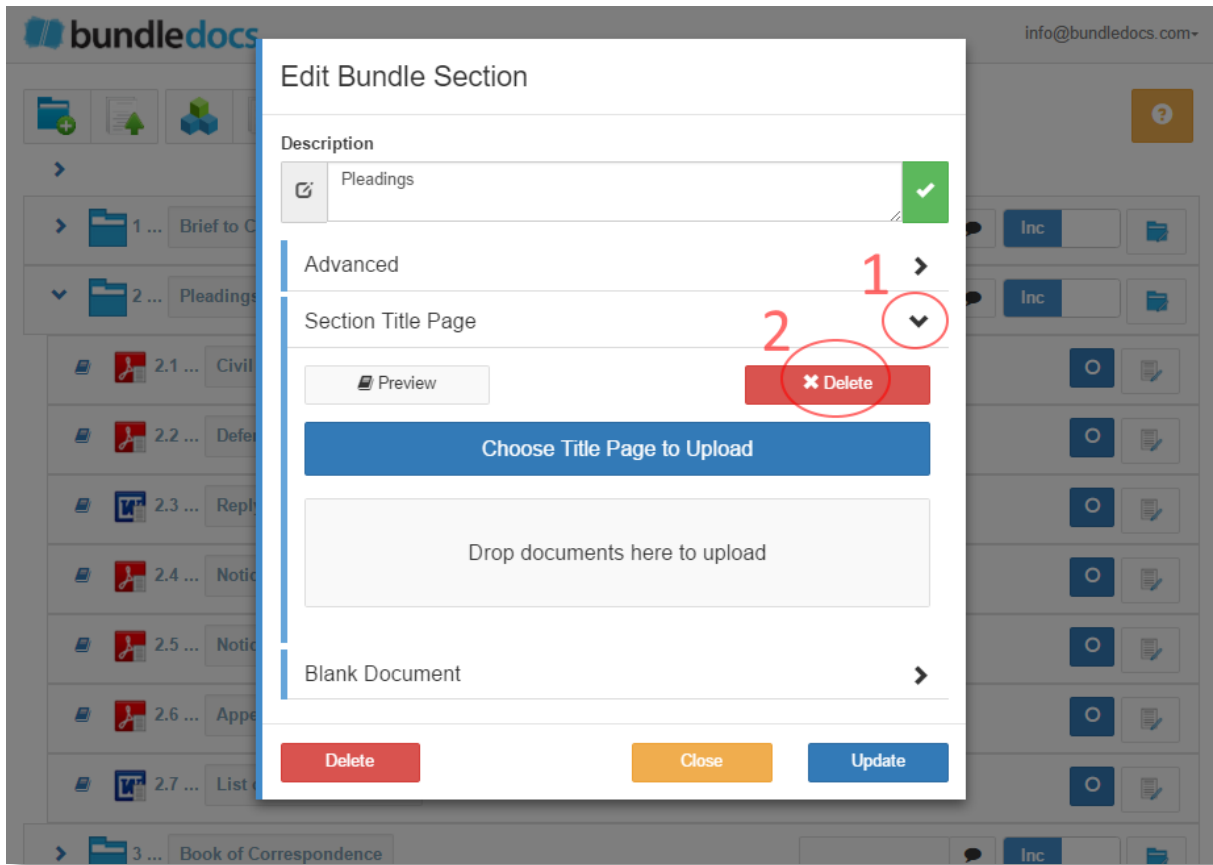 bundledocs
info@bundledocs.com
Edit Bundle Section
Description
Pleadings
1 ... Brief to C
Inc
Advanced
1
2 ... Pleadings
Inc
Section Title Page
2
2.1 ... Civil
O
Preview
Delete
2.2 ... Defen
O
Choose Title Page to Upload
2.3 ... Reply
O
Drop documents here to upload
2.4 ... Notic
O
2.5 ... Notic
O
Blank Document
2.6 ... Appe
O
Delete
Close
Update
2.7 ... List
O
3 ... Book of Correspondence
Inc